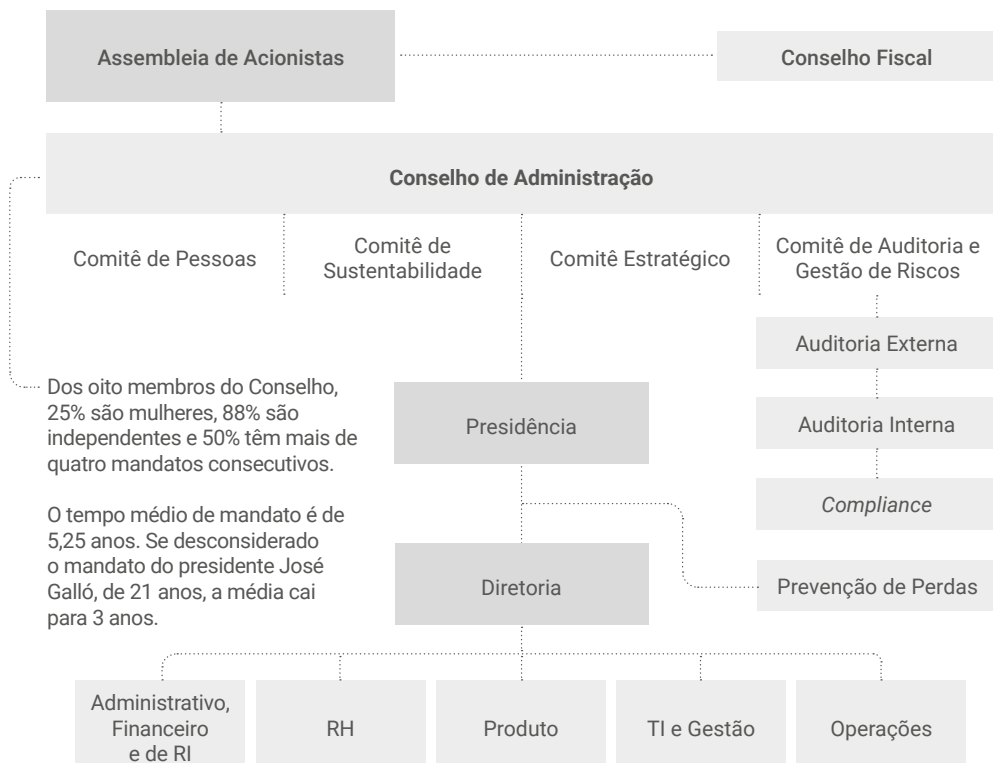 Assembleia de Acionistas
Conselho Fiscal
Conselho de Administração
Comitê de Pessoas
Comitê de
Sustentabilidade
Comitê Estratégico
Comitê de Auditoria e
Gestão de Riscos
Auditoria Externa
Auditoria Interna
Compliance
Dos oito membros do Conselho,
25% são mulheres, 88% são
independentes e 50% têm mais de
quatro mandatos consecutivos.
O tempo médio de mandato é de
5,25 anos. Se desconsiderado
o mandato do presidente José
Galló, de 21 anos, a média cai
para 3 anos.
Presidência
Diretoria
Prevenção de Perdas
Administrativo,
Financeiro
e de RI
RH
Produto
TI e Gestão
Operações